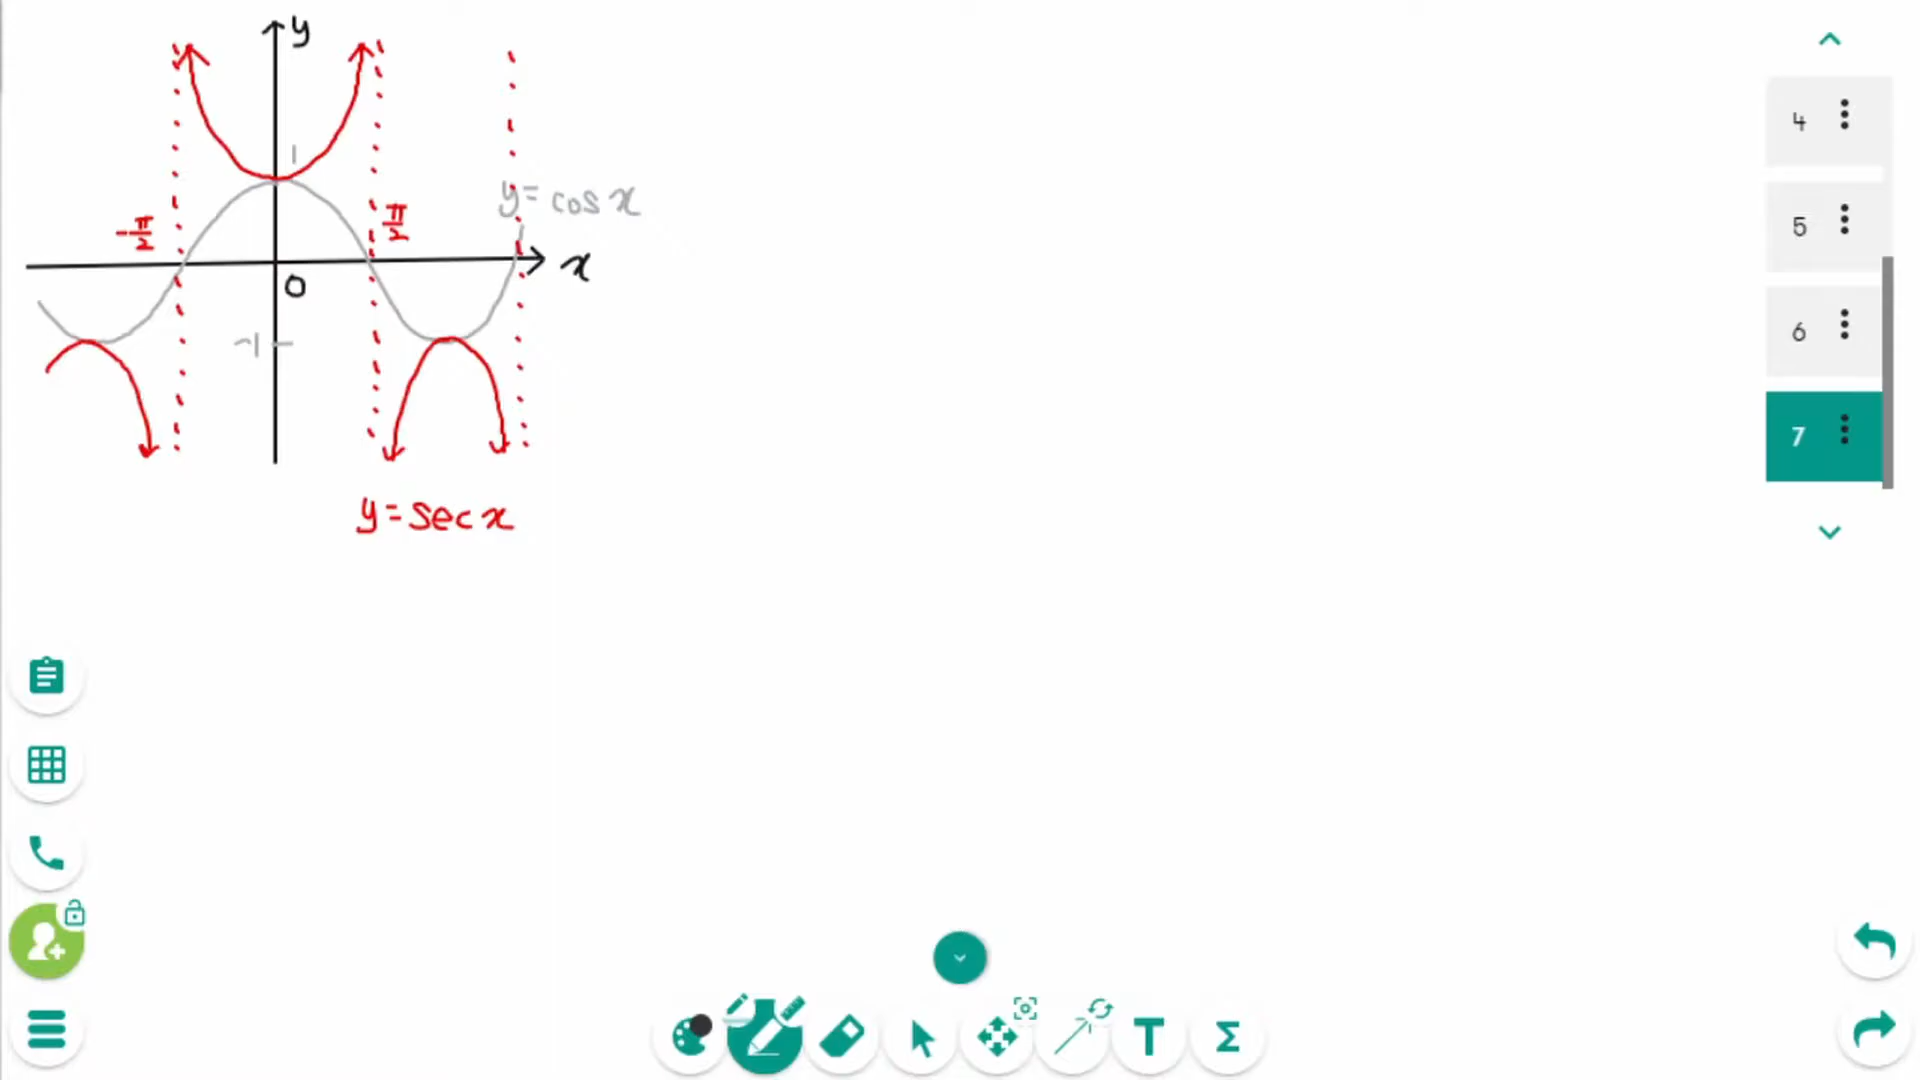 y
1
y = cos x
-π/2
π/2
x
0
-1
y = sec x
4
5
6
7
T
Σ